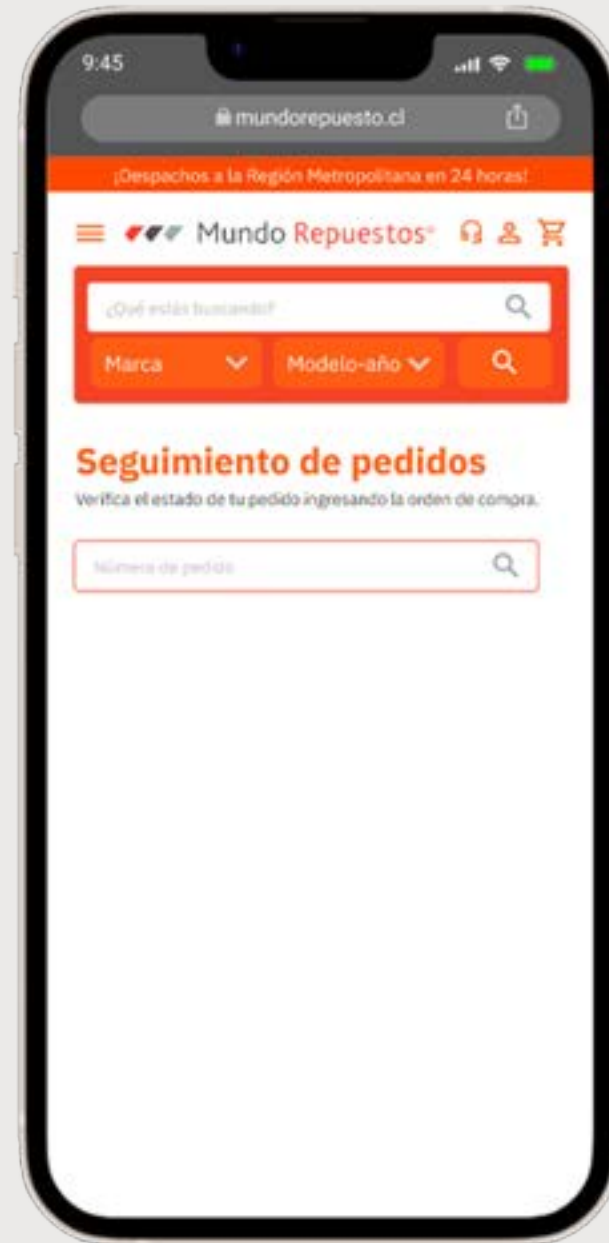 9:45
mundorepuesto.cl
¡Despachos a la Región Metropolitana en 24 horas!
Mundo Repuestos®
¿Qué estás buscando?
Marca
Modelo-año
Seguimiento de pedidos
Verifica el estado de tu pedido ingresando la orden de compra.
Número de pedido